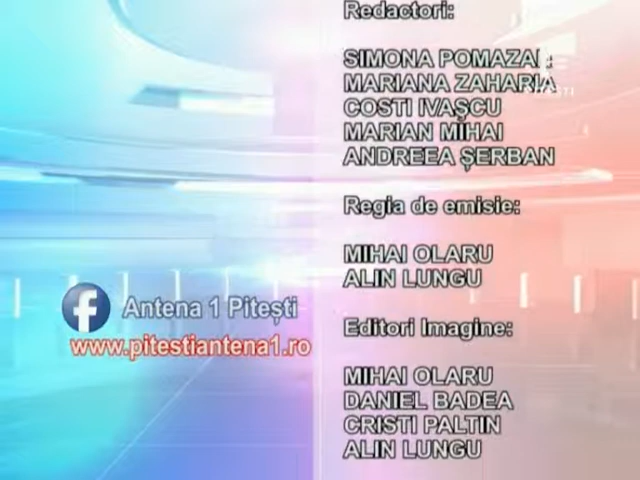 Redactori:
SIMONA POMAZAN
MARIANA ZAHARIA
COSTI IVAȘCU
MARIAN MIHAI
ANDREEA ȘERBAN
Regia de emisie:
MIHAI OLARU
ALIN LUNGU
Antena 1 Pitești
www.pitestiantena1.ro
Editori Imagine:
MIHAI OLARU
DANIEL BADEA
CRISTI PALTIN
ALIN LUNGU